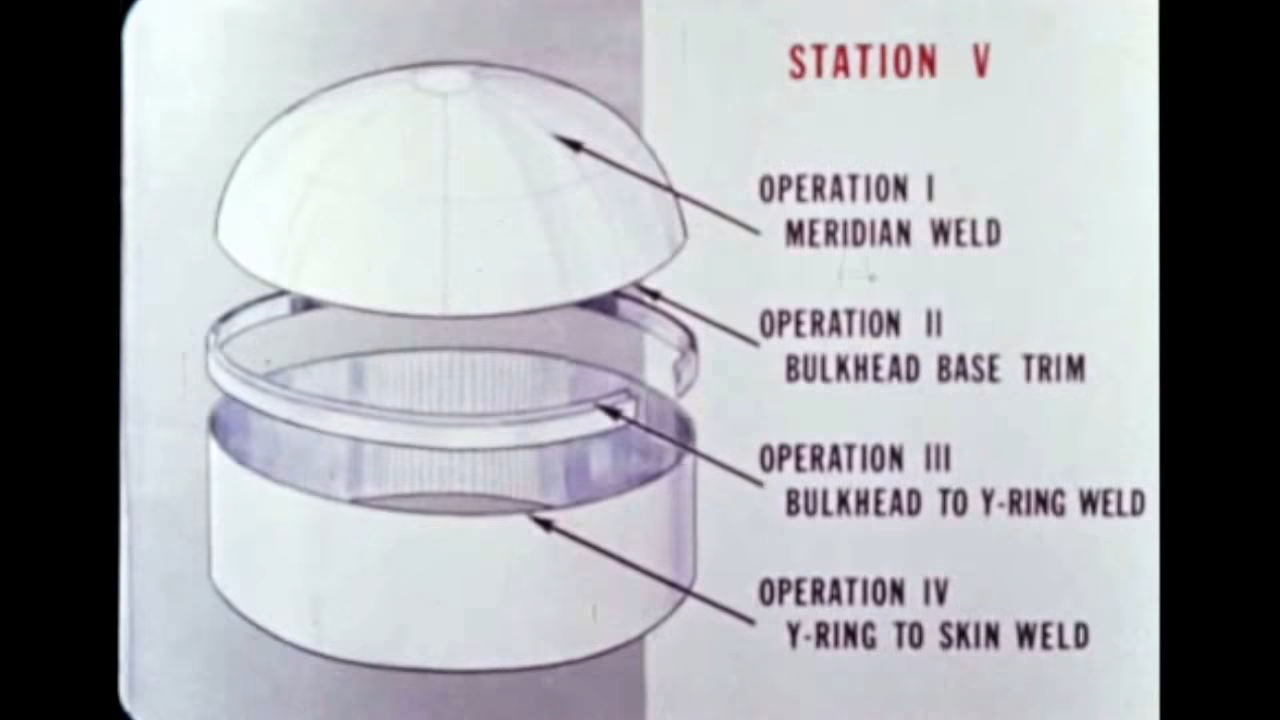 STATION V
OPERATION I
MERIDIAN WELD
OPERATION II
BULKHEAD BASE TRIM
OPERATION III
BULKHEAD TO Y-RING WELD
OPERATION IV
Y-RING TO SKIN WELD